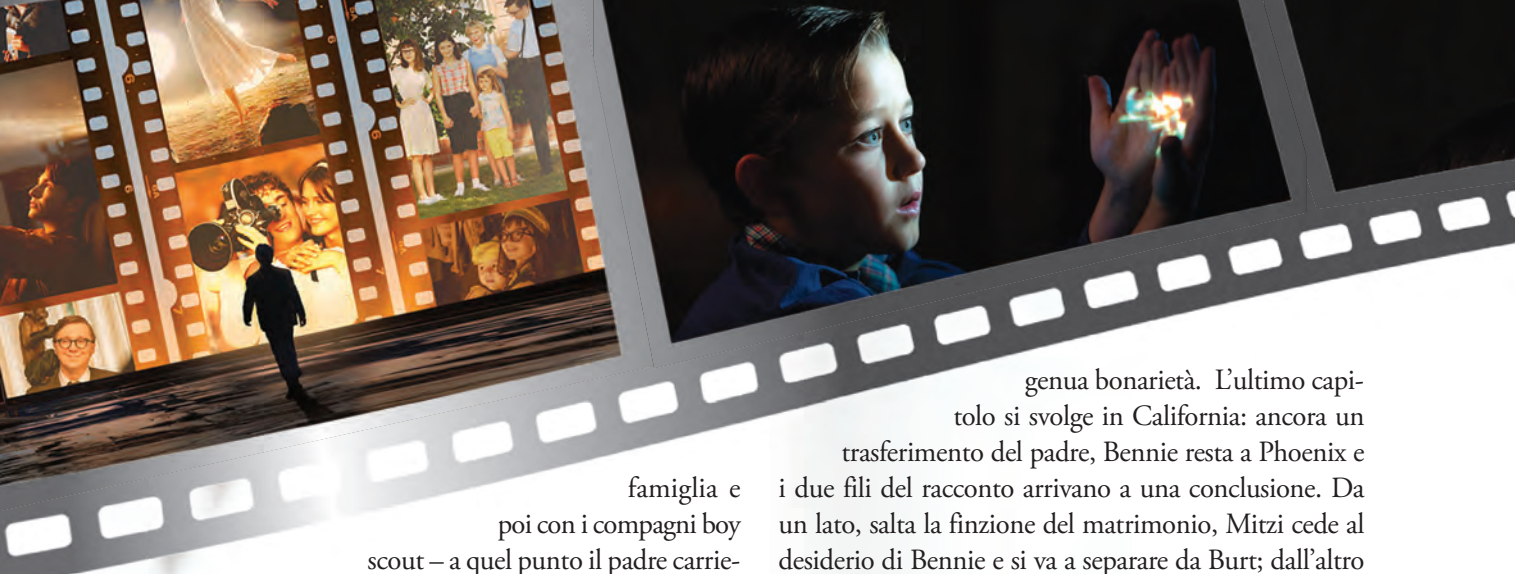 famiglia e
poi con i compagni boy
scout – a quel punto il padre carrie-
genua bonarietà. L'ultimo capi-
tolo si svolge in California: ancora un
trasferimento del padre, Bennie resta a Phoenix e
i due fili del racconto arrivano a una conclusione. Da
un lato, salta la finzione del matrimonio, Mitzi cede al
desiderio di Bennie e si va a separare da Burt; dall'altro